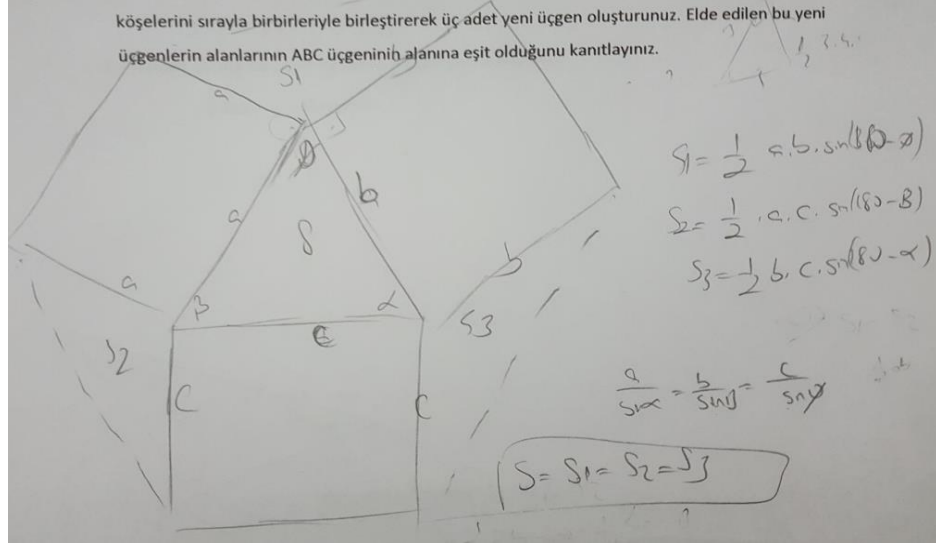 köşelerini sırayla birbirleriyle birleştirerek üç adet yeni üçgen oluşturunuz. Elde edilen bu yeni
üçgenlerin alanlarının ABC üçgeninin alanına eşit olduğunu kanıtlayınız.
S1
a
a
b
S
a
b
β
α
c
S2
S3
C
C
S1 = 1/2 a.b.sin(180-ø)
S2 = 1/2 .a.c. sin(180-B)
S3 = 1/2 b.c.sin(180-α)
a/sinα = b/sinβ = c/sinø
S = S1 = S2 = S3